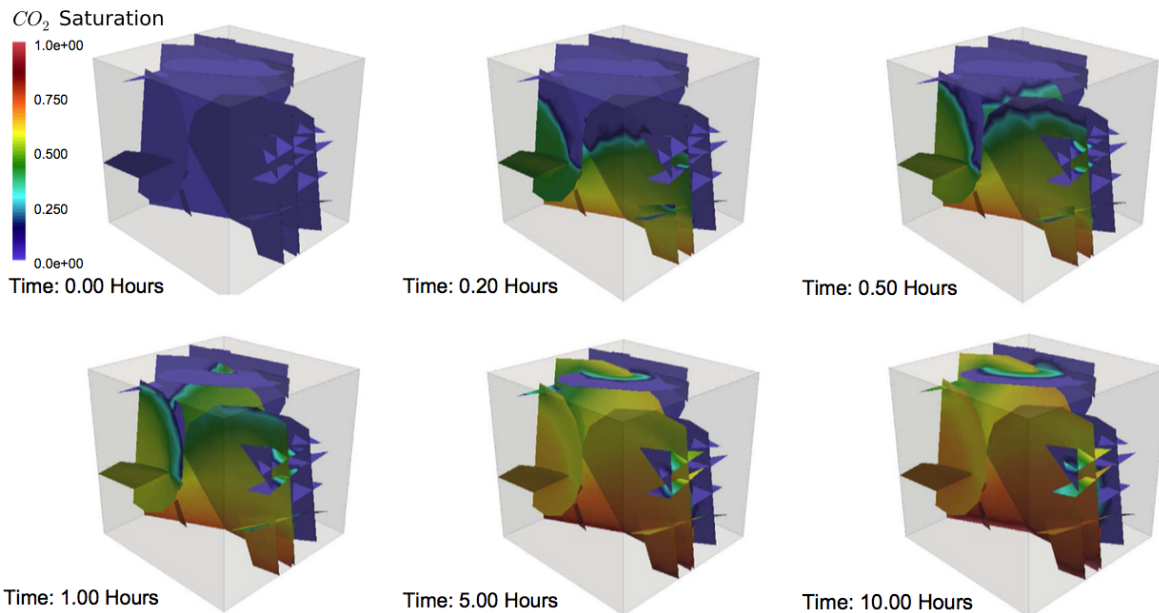 CO₂ Saturation
1.0e+00
0.750
0.500
0.250
0.0e+00
Time: 0.00 Hours
Time: 0.20 Hours
Time: 0.50 Hours
Time: 1.00 Hours
Time: 5.00 Hours
Time: 10.00 Hours